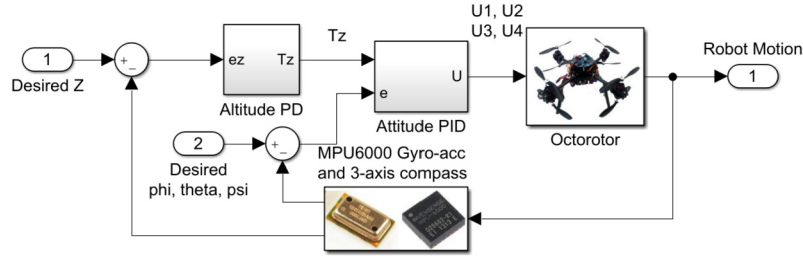 U1, U2
U3, U4
Tz
Robot Motion
1
1
+
-
ez
Tz
U
e
Desired Z
Altitude PD
Attitude PID
Octorotor
2
+
-
Desired
phi, theta, psi
MPU6000 Gyro-acc
and 3-axis compass